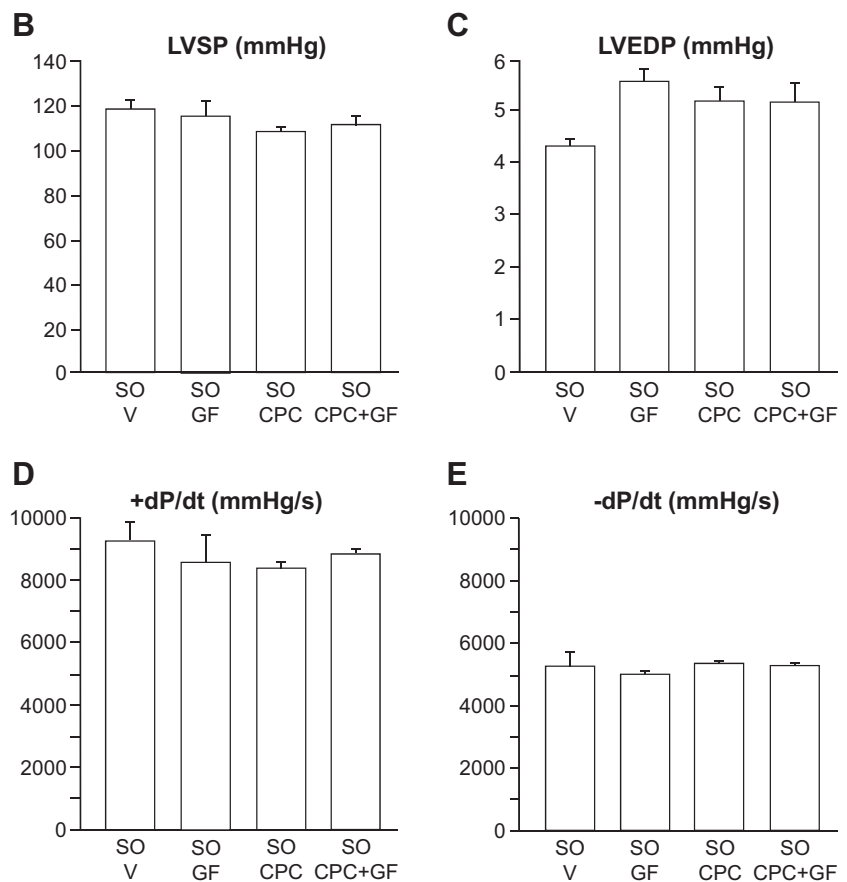 B
LVSP (mmHg)
140
120
100
80
60
40
20
0
SO SO SO SO
V GF CPC CPC+GF
C
LVEDP (mmHg)
6
5
4
3
2
1
0
SO SO SO SO
V GF CPC CPC+GF
D
+dP/dt (mmHg/s)
10000
8000
6000
4000
2000
0
SO SO SO SO
V GF CPC CPC+GF
E
-dP/dt (mmHg/s)
10000
8000
6000
4000
2000
0
SO SO SO SO
V GF CPC CPC+GF